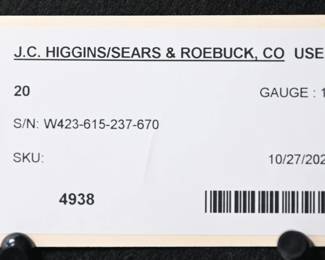 J.C. HIGGINS/SEARS & ROEBUCK, CO USE
20 GAUGE : 1
S/N: W423-615-237-670
SKU: 10/27/202
4938